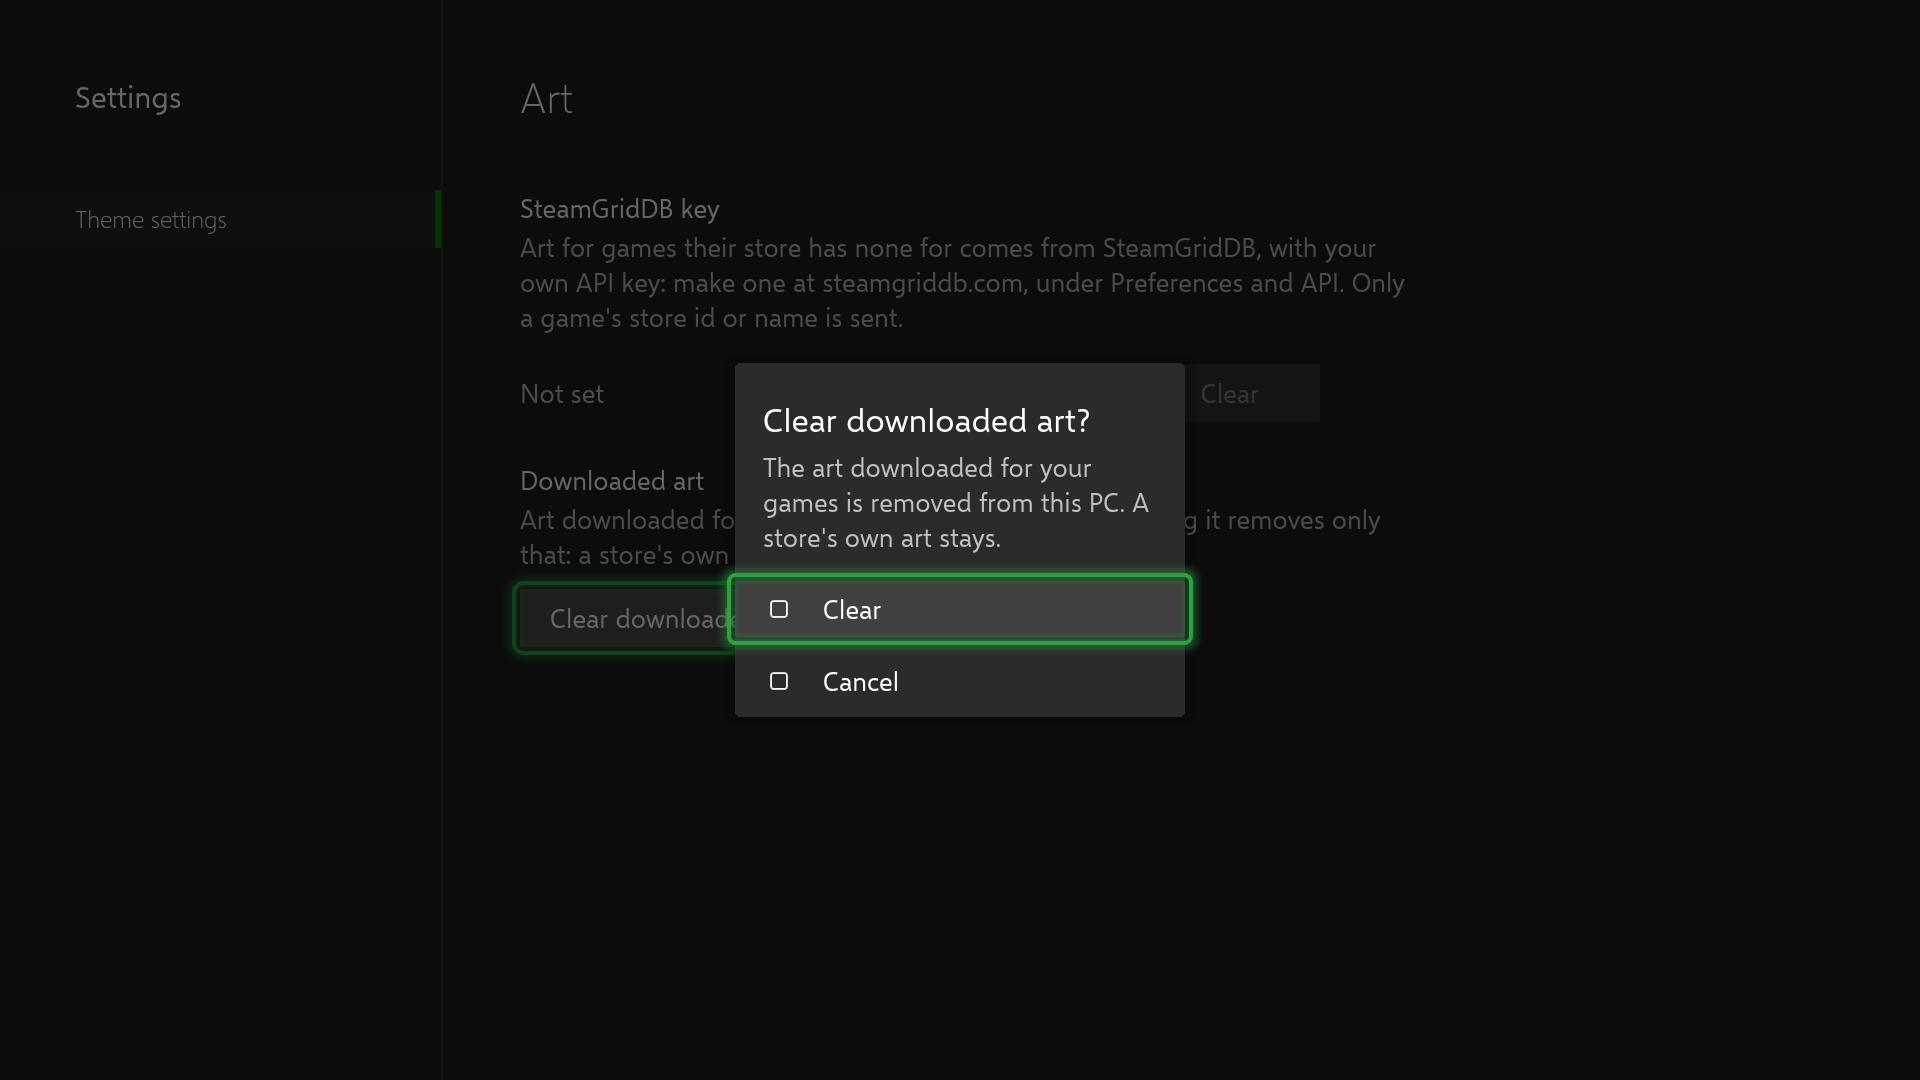 Settings
Theme settings
Art
SteamGridDB key
Art for games their store has none for comes from SteamGridDB, with your
own API key: make one at steamgriddb.com, under Preferences and API. Only
a game's store id or name is sent.
Not set
Clear
Downloaded art
Art downloaded
it removes only
that: a store's own
Clear
Clear downloaded art?
The art downloaded for your
games is removed from this PC. A
store's own art stays.
Clear
Cancel